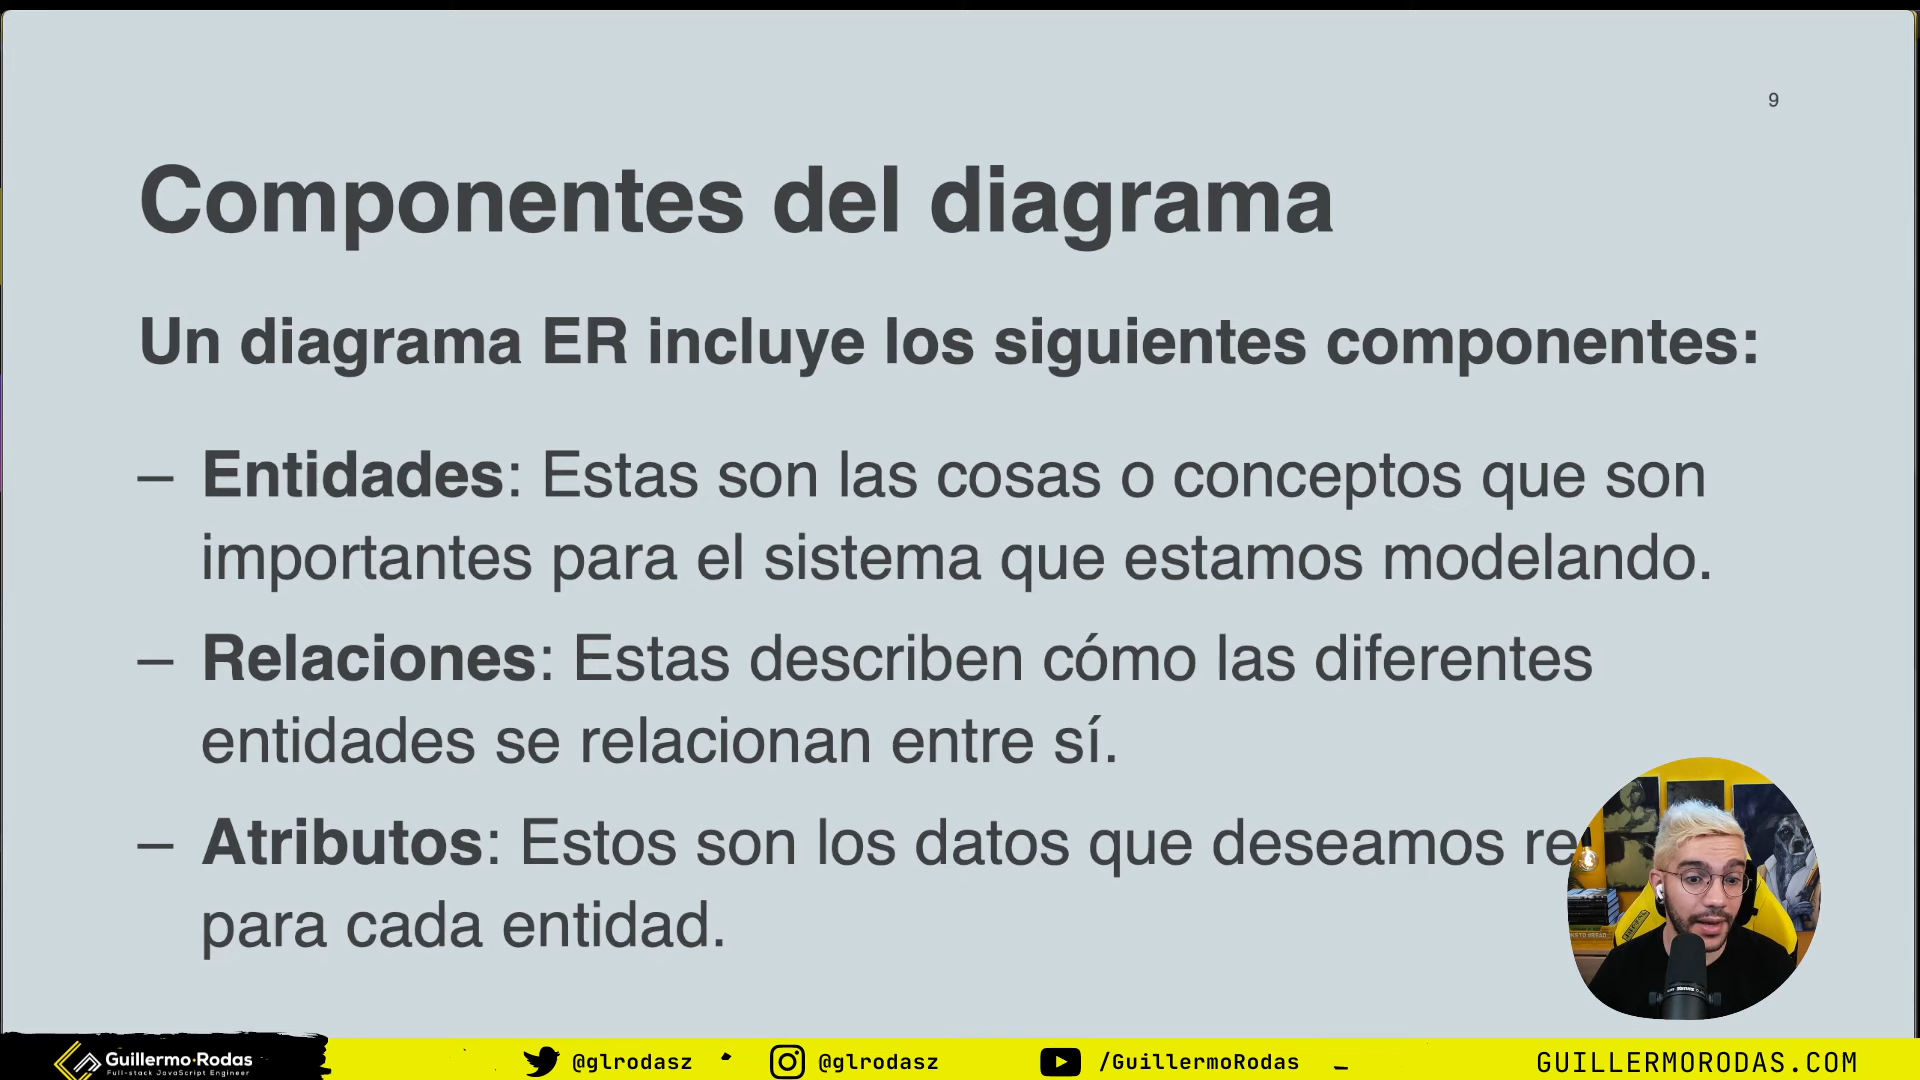 9
Componentes del diagrama
Un diagrama ER incluye los siguientes componentes:
– Entidades: Estas son las cosas o conceptos que son
importantes para el sistema que estamos modelando.
– Relaciones: Estas describen cómo las diferentes
entidades se relacionan entre sí.
– Atributos: Estos son los datos que deseamos
para cada entidad.
Guillermo·Rodas
Full-stack JavaScript Engineer
@glrodasz
@glrodasz
/GuillermoRodas
GUILLERMORODAS.COM